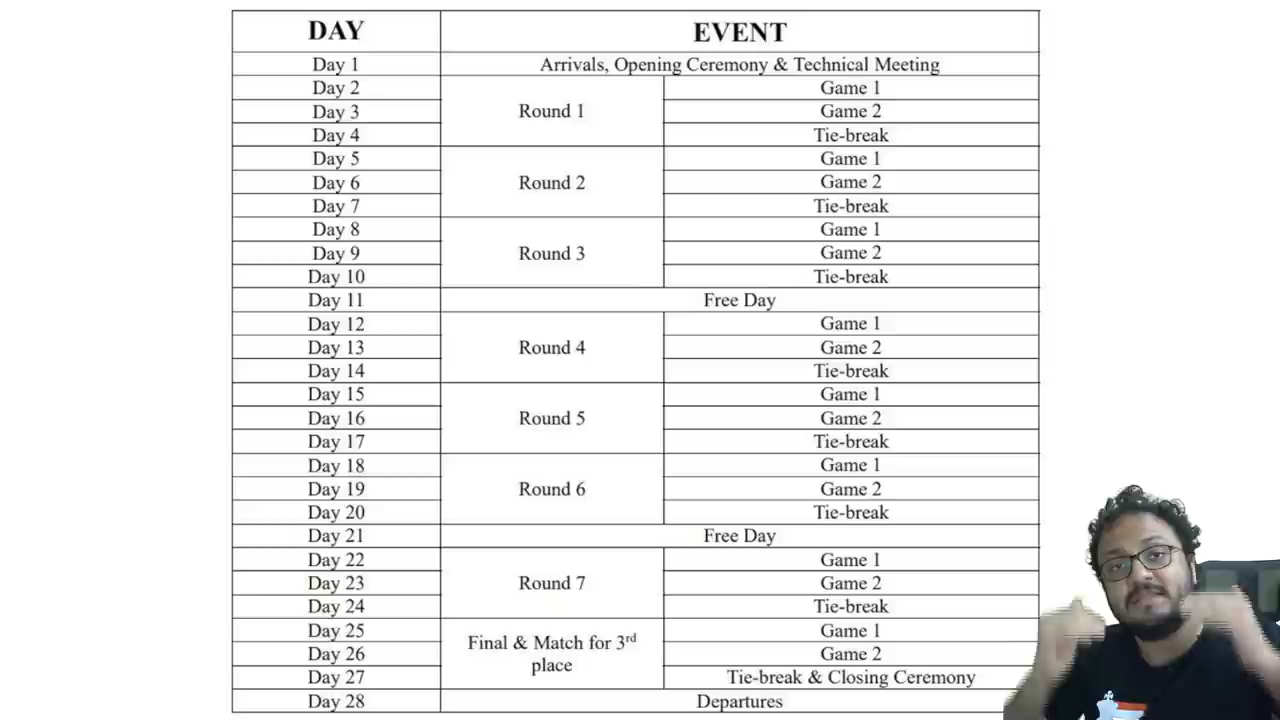 DAY EVENT
Day 1 Arrivals, Opening Ceremony & Technical Meeting
Day 2 Game 1
Day 3 Round 1 Game 2
Day 4 Tie-break
Day 5 Game 1
Day 6 Round 2 Game 2
Day 7 Tie-break
Day 8 Game 1
Day 9 Round 3 Game 2
Day 10 Tie-break
Day 11 Free Day
Day 12 Game 1
Day 13 Round 4 Game 2
Day 14 Tie-break
Day 15 Game 1
Day 16 Round 5 Game 2
Day 17 Tie-break
Day 18 Game 1
Day 19 Round 6 Game 2
Day 20 Tie-break
Day 21 Free Day
Day 22 Game 1
Day 23 Round 7 Game 2
Day 24 Tie-break
Day 25 Game 1
Final & Match for 3rd
Day 26 Game 2
place
Day 27 Tie-break & Closing Ceremony
Day 28 Departures